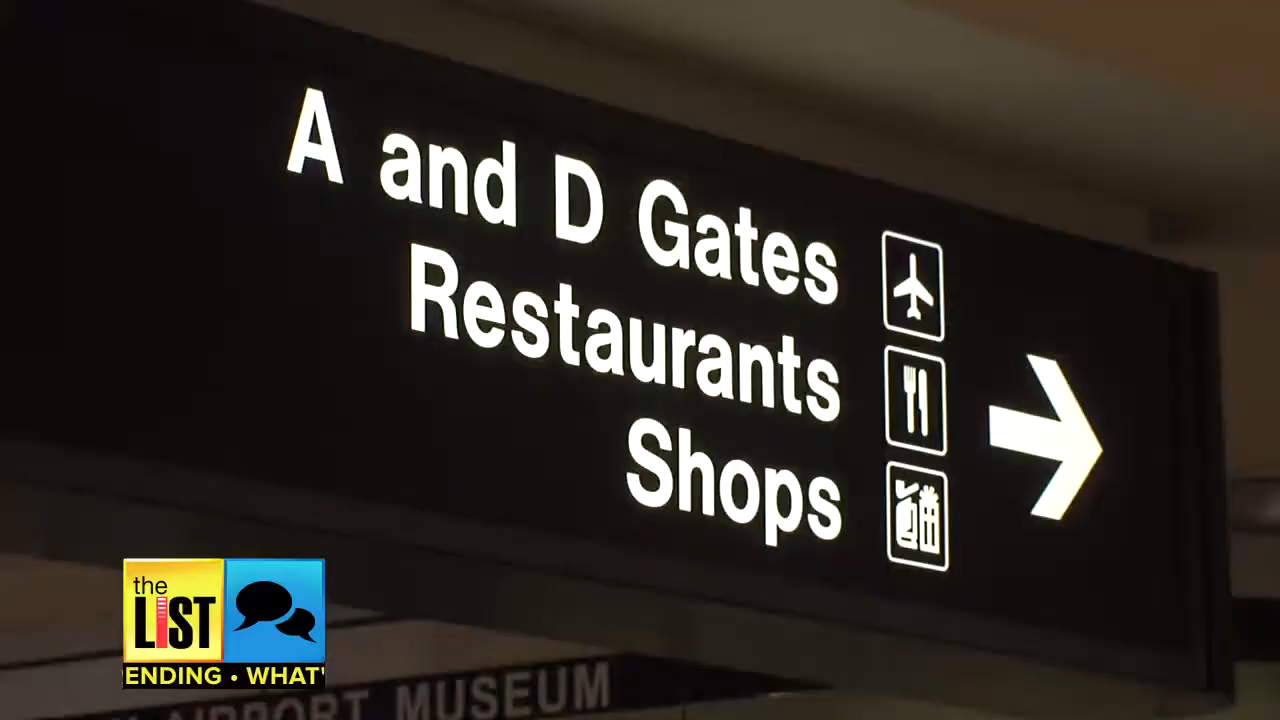 A and D Gates
Restaurants
Shops
the
LIST
ENDING • WHAT'
AIRPORT MUSEUM